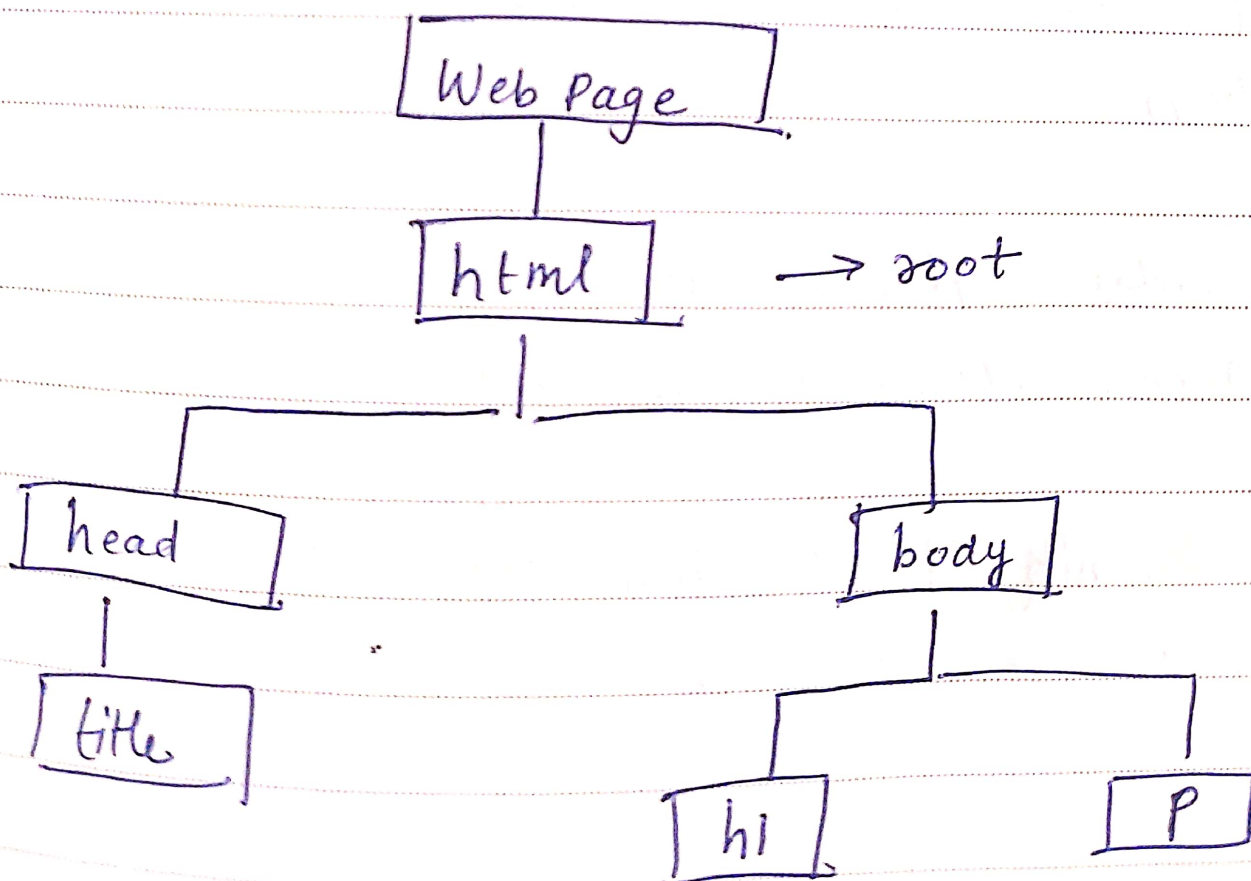 Web Page
html → root
head
body
title
h1
P